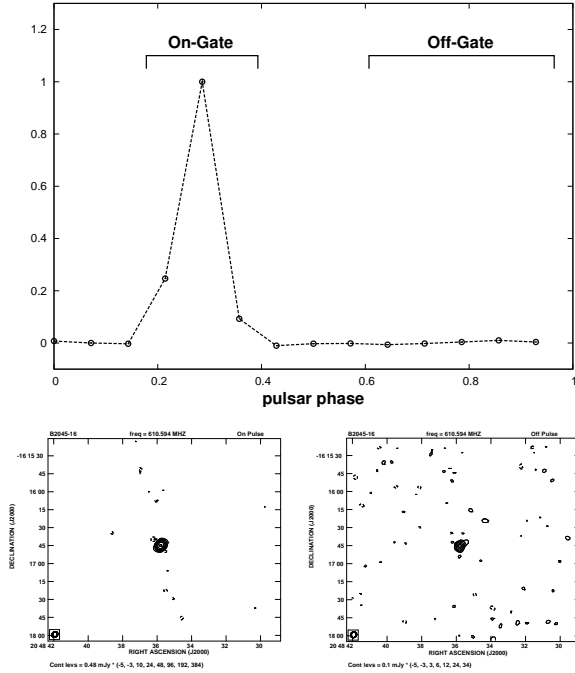 1.2
On-Gate
Off-Gate
1
0.8
0.6
0.4
0.2
0
0 0.2 0.4 0.6 0.8 1
pulsar phase
B2045-16 freq = 610.594 MHZ On Pulse
-16 15 30
45
16 00
15
30
45
17 00
15
30
45
18 00
DECLINATION (J2000)
20 48 42 40 38 36 34 32 30
RIGHT ASCENSION (J2000)
Cont levs = 0.48 mJy * (-5, -3, 10, 24, 48, 96, 192, 384)
B2045-16 freq = 610.594 MHZ Off Pulse
-16 15 30
45
16 00
15
30
45
17 00
15
30
45
18 00
DECLINATION (J2000)
20 48 42 40 38 36 34 32 30
RIGHT ASCENSION (J2000)
Cont levs = 0.1 mJy * (-5, -3, 3, 6, 12, 24, 34)